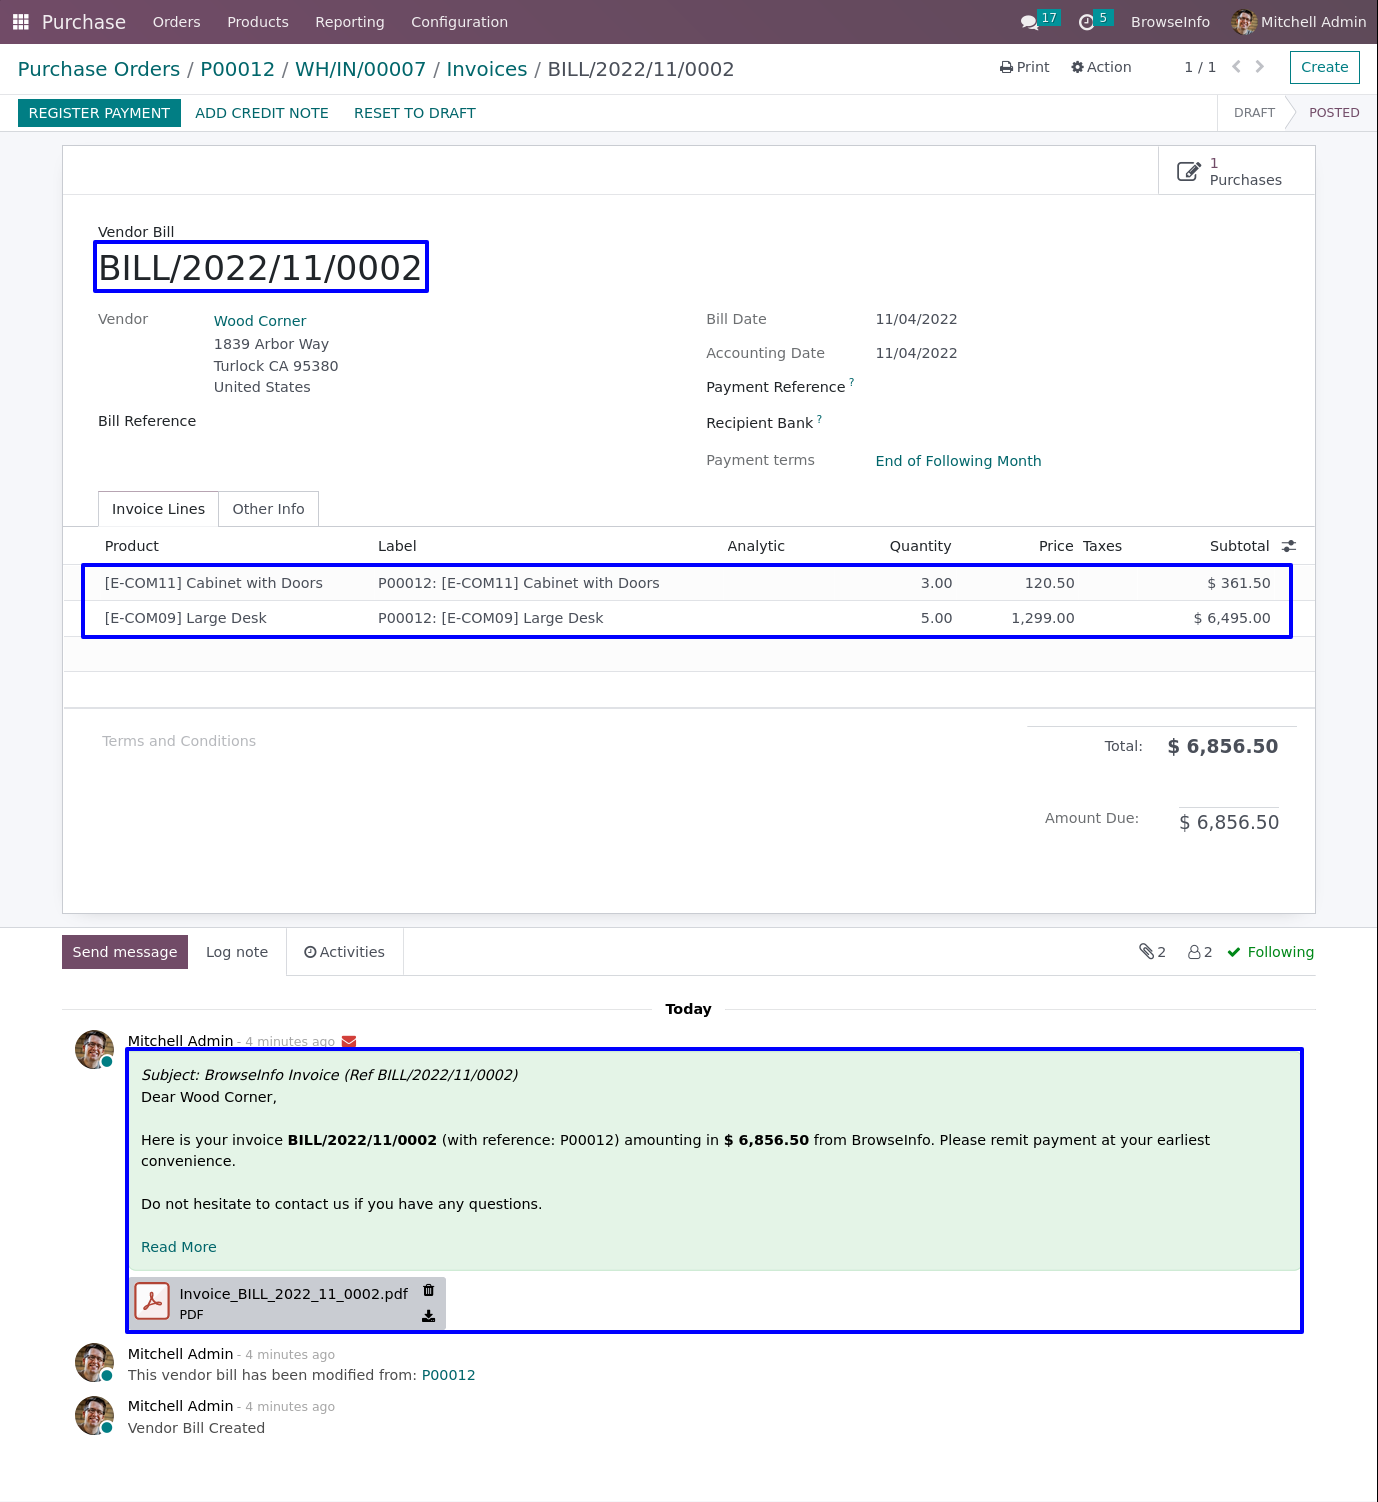 Purchase Orders Products Reporting Configuration 17 5 BrowseInfo Mitchell Admin
Purchase Orders / P00012 / WH/IN/00007 / Invoices / BILL/2022/11/0002 Print Action 1 / 1 Create
REGISTER PAYMENT ADD CREDIT NOTE RESET TO DRAFT DRAFT POSTED
1
Purchases
Vendor Bill
BILL/2022/11/0002
Vendor Wood Corner Bill Date 11/04/2022
1839 Arbor Way
Turlock CA 95380 Accounting Date 11/04/2022
United States Payment Reference ?
Bill Reference Recipient Bank ?
Payment terms End of Following Month
Invoice Lines Other Info
Product Label Analytic Quantity Price Taxes Subtotal
[E-COM11] Cabinet with Doors P00012: [E-COM11] Cabinet with Doors 3.00 120.50 $ 361.50
[E-COM09] Large Desk P00012: [E-COM09] Large Desk 5.00 1,299.00 $ 6,495.00
Terms and Conditions Total: $ 6,856.50
Amount Due: $ 6,856.50
Send message Log note Activities 2 2 Following
Today
Mitchell Admin - 4 minutes ago
Subject: BrowseInfo Invoice (Ref BILL/2022/11/0002)
Dear Wood Corner,
Here is your invoice BILL/2022/11/0002 (with reference: P00012) amounting in $ 6,856.50 from BrowseInfo. Please remit payment at your earliest
convenience.
Do not hesitate to contact us if you have any questions.
Read More
Invoice_BILL_2022_11_0002.pdf
PDF
Mitchell Admin - 4 minutes ago
This vendor bill has been modified from: P00012
Mitchell Admin - 4 minutes ago
Vendor Bill Created